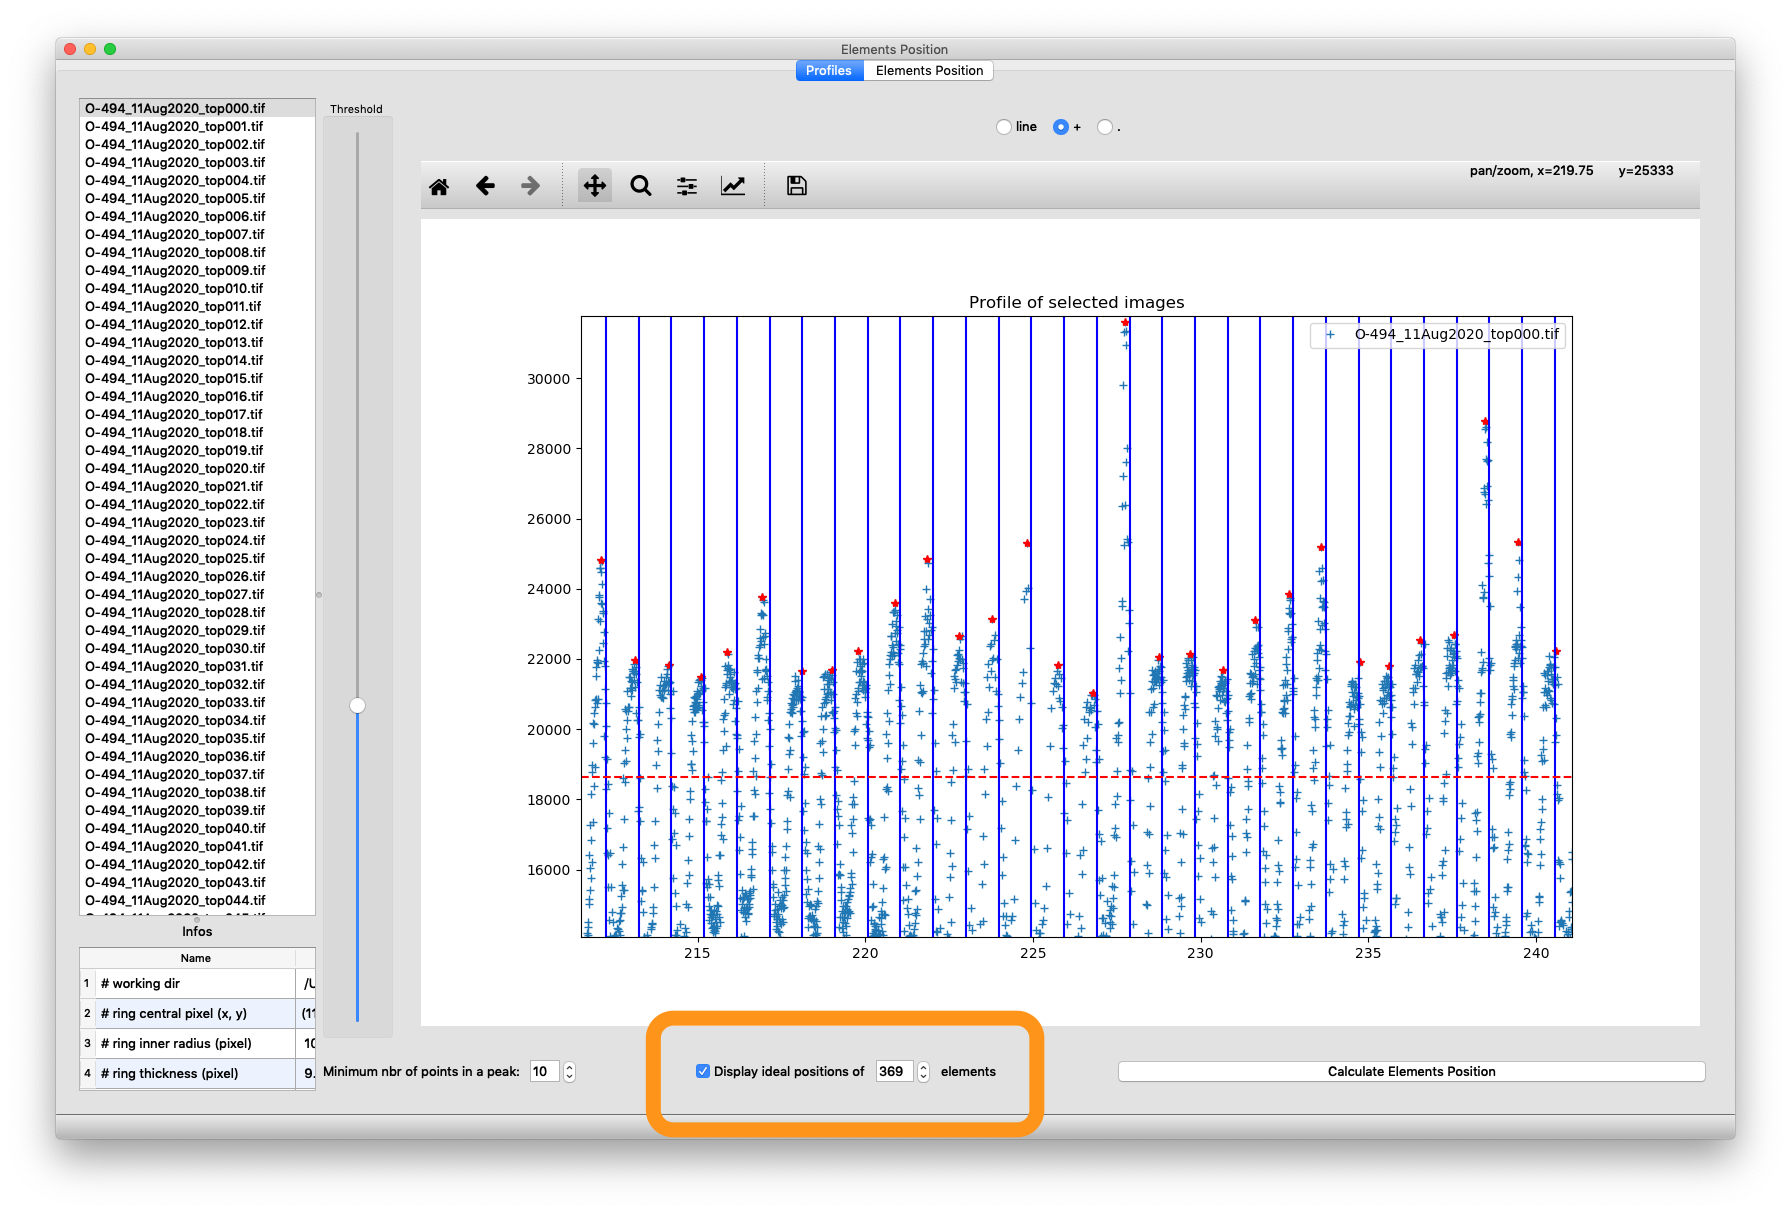 Elements Position
Profiles Elements Position
O-494_11Aug2020_top000.tif
O-494_11Aug2020_top001.tif
O-494_11Aug2020_top002.tif
O-494_11Aug2020_top003.tif
O-494_11Aug2020_top004.tif
O-494_11Aug2020_top005.tif
O-494_11Aug2020_top006.tif
O-494_11Aug2020_top007.tif
O-494_11Aug2020_top008.tif
O-494_11Aug2020_top009.tif
O-494_11Aug2020_top010.tif
O-494_11Aug2020_top011.tif
O-494_11Aug2020_top012.tif
O-494_11Aug2020_top013.tif
O-494_11Aug2020_top014.tif
O-494_11Aug2020_top015.tif
O-494_11Aug2020_top016.tif
O-494_11Aug2020_top017.tif
O-494_11Aug2020_top018.tif
O-494_11Aug2020_top019.tif
O-494_11Aug2020_top020.tif
O-494_11Aug2020_top021.tif
O-494_11Aug2020_top022.tif
O-494_11Aug2020_top023.tif
O-494_11Aug2020_top024.tif
O-494_11Aug2020_top025.tif
O-494_11Aug2020_top026.tif
O-494_11Aug2020_top027.tif
O-494_11Aug2020_top028.tif
O-494_11Aug2020_top029.tif
O-494_11Aug2020_top030.tif
O-494_11Aug2020_top031.tif
O-494_11Aug2020_top032.tif
O-494_11Aug2020_top033.tif
O-494_11Aug2020_top034.tif
O-494_11Aug2020_top035.tif
O-494_11Aug2020_top036.tif
O-494_11Aug2020_top037.tif
O-494_11Aug2020_top038.tif
O-494_11Aug2020_top039.tif
O-494_11Aug2020_top040.tif
O-494_11Aug2020_top041.tif
O-494_11Aug2020_top042.tif
O-494_11Aug2020_top043.tif
O-494_11Aug2020_top044.tif
Threshold
line + .
pan/zoom, x=219.75 y=25333
Profile of selected images
O-494_11Aug2020_top000.tif
30000
28000
26000
24000
22000
20000
18000
16000
215 220 225 230 235 240
Infos
Name
1 # working dir /U
2 # ring central pixel (x, y) (11
3 # ring inner radius (pixel) 10
4 # ring thickness (pixel) 9.
Minimum nbr of points in a peak: 10
Display ideal positions of 369 elements
Calculate Elements Position